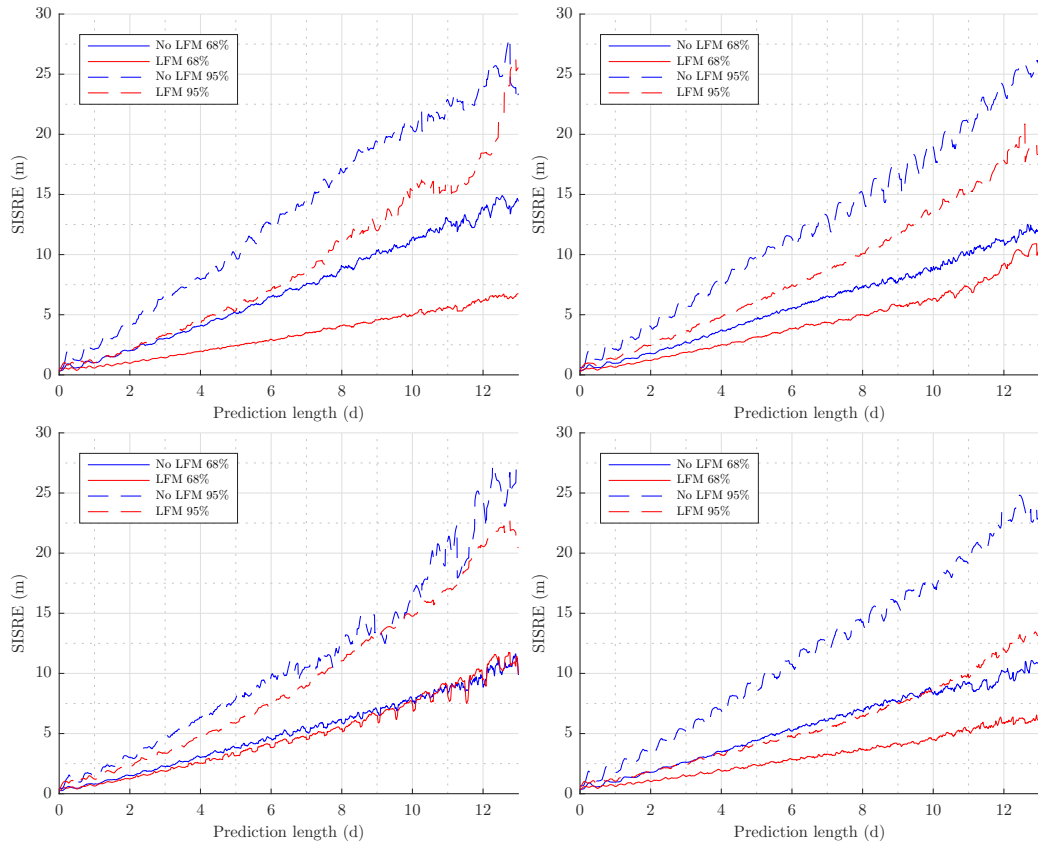 30
25
20
15
10
5
0
SISRE (m)
No LFM 68%
LFM 68%
No LFM 95%
LFM 95%
0 2 4 6 8 10 12
Prediction length (d)
30
25
20
15
10
5
0
SISRE (m)
No LFM 68%
LFM 68%
No LFM 95%
LFM 95%
0 2 4 6 8 10 12
Prediction length (d)
30
25
20
15
10
5
0
SISRE (m)
No LFM 68%
LFM 68%
No LFM 95%
LFM 95%
0 2 4 6 8 10 12
Prediction length (d)
30
25
20
15
10
5
0
SISRE (m)
No LFM 68%
LFM 68%
No LFM 95%
LFM 95%
0 2 4 6 8 10 12
Prediction length (d)